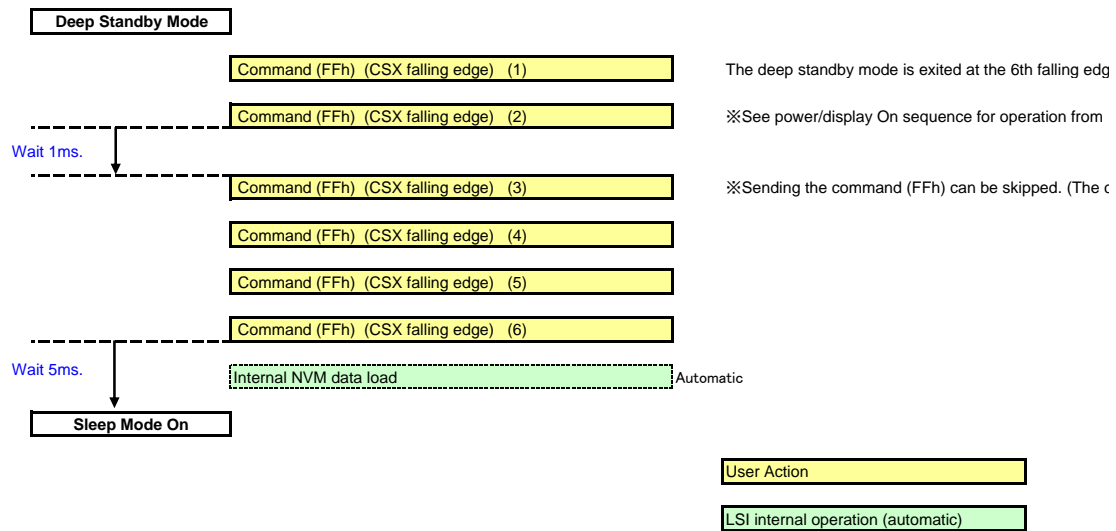 Deep Standby Mode
Command (FFh) (CSX falling edge) (1)
The deep standby mode is exited at the 6th falling
Command (FFh) (CSX falling edge) (2)
※See power/display On sequence for operation from
Wait 1ms.
Command (FFh) (CSX falling edge) (3)
※Sending the command (FFh) can be skipped. (The
Command (FFh) (CSX falling edge) (4)
Command (FFh) (CSX falling edge) (5)
Command (FFh) (CSX falling edge) (6)
Wait 5ms.
Internal NVM data load
Automatic
Sleep Mode On
User Action
LSI internal operation (automatic)